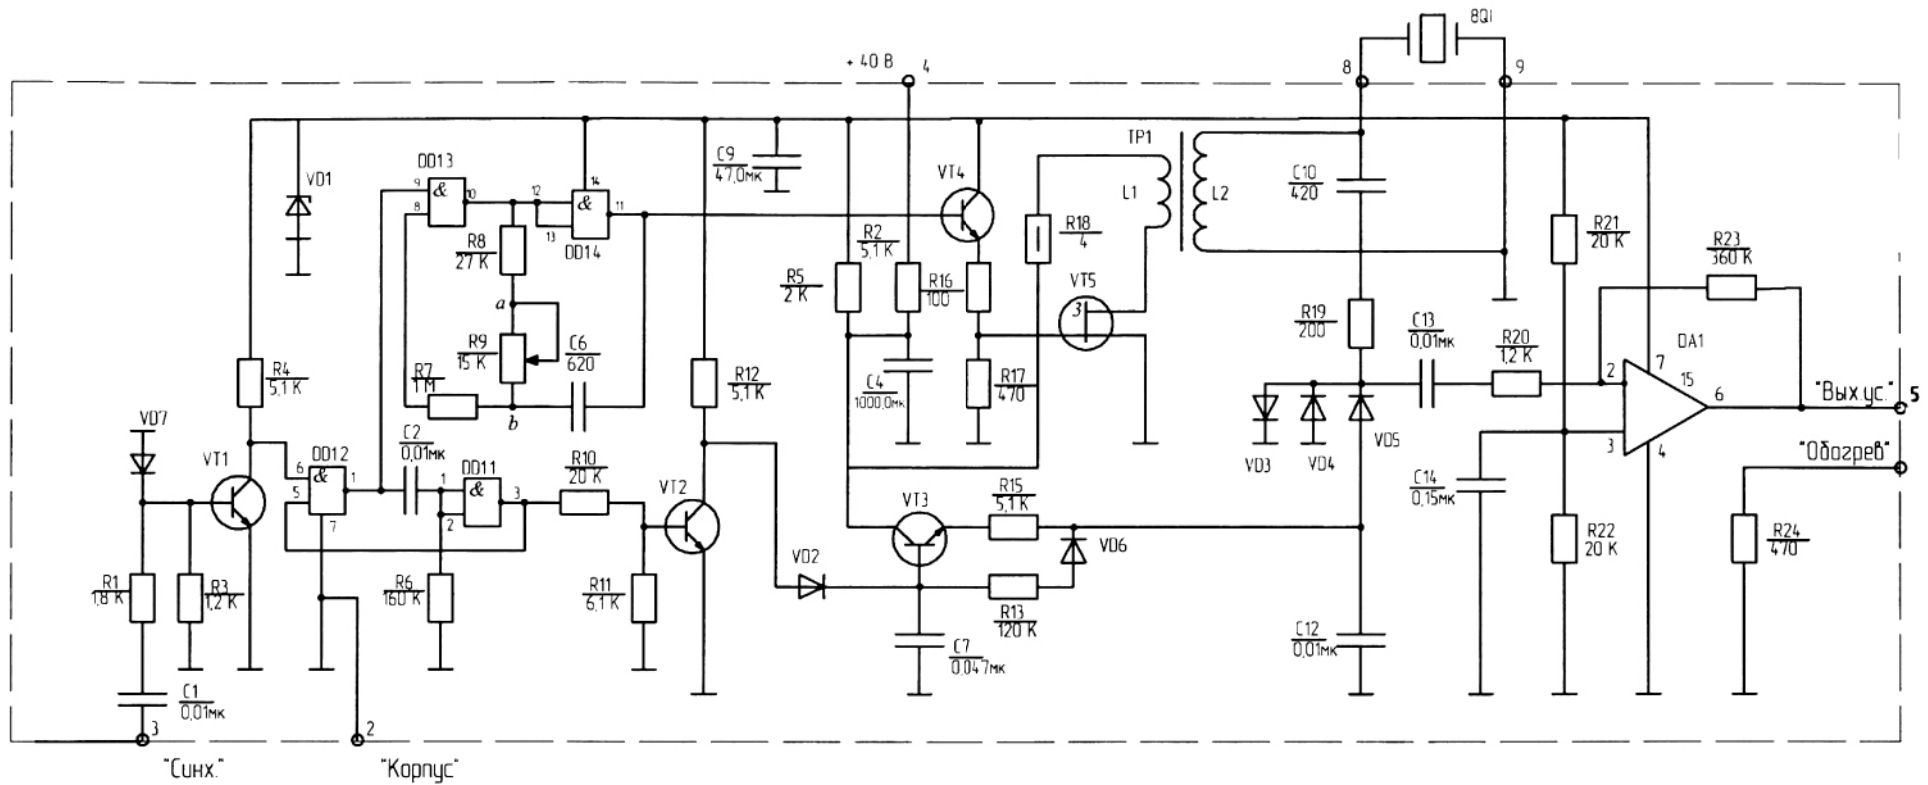 8Q1
+ 40 В 4
8
9
TP1
DD13
C9
47,0мк
VT4
VD1
9
8
&
10
12
13
&
14
11
DD14
C10
420
L1
L2
R8
27 К
R18
4
R2
5,1 К
R21
20 К
R23
360 К
R5
2 К
R16
100
VT5
3
a
R19
200
C13
0,01мк
R20
1,2 К
DA1
R9
15 К
C6
620
R4
5,1 К
R7
1 М
R12
5,1 К
C4
1000,0мк
R17
470
2
7
15
6
"Вых.ус." 5
b
VD7
C2
0,01мк
VD3
VD4
VD5
3
4
"Обогрев"
VT1
DD12
6
5
&
1
7
DD11
1
2
&
3
R10
20 К
VT2
C14
0,15мк
VT3
R15
5,1 К
VD6
R22
20 К
R24
470
VD2
R1
1,8 К
R3
1,2 К
R6
160 К
R11
6,1 К
R13
120 К
C7
0,047мк
C12
0,01мк
C1
0,01мк
3
2
"Синх."
"Корпус"